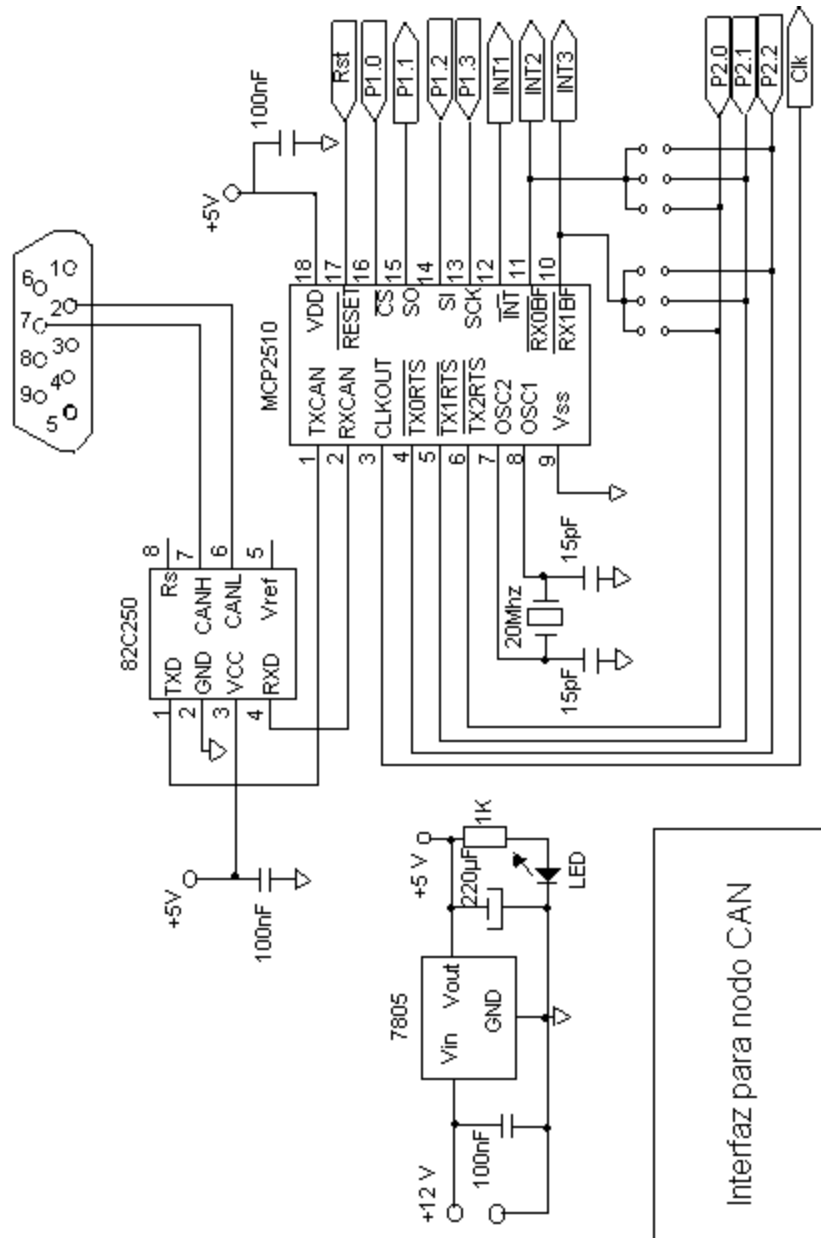 6
1
7
2
8
3
9
4
5
+5V
100nF
Rst
P1.0
P1.1
P1.2
P1.3
INT1
INT2
INT3
P2.0
P2.1
P2.2
Clk
82C250
1 TXD
2 GND
3 VCC
4 RXD
Rs 8
CANH 7
CANL 6
Vref 5
+5V
100nF
MCP2510
1 TXCAN
2 RXCAN
3 CLKOUT
4 TX0RTS
5 TX1RTS
6 TX2RTS
7 OSC2
8 OSC1
9 Vss
VDD 18
RESET 17
CS 16
SO 15
14
SI 13
SCK 12
INT 11
RX0BF 10
RX1BF
15pF
20Mhz
15pF
+12 V
100nF
7805
Vin
Vout
GND
+5 V
220µF
1K
LED
Interfaz para nodo CAN